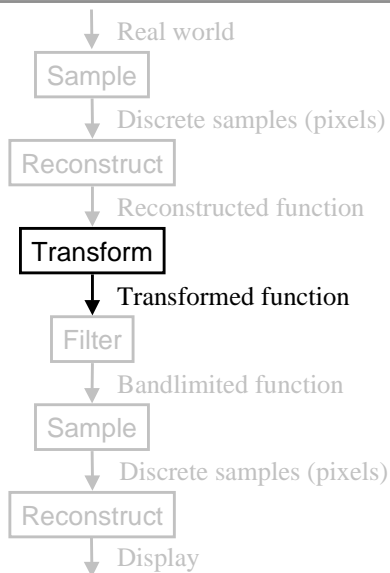 Real world
Sample
Discrete samples (pixels)
Reconstruct
Reconstructed function
Transform
Transformed function
Filter
Bandlimited function
Sample
Discrete samples (pixels)
Reconstruct
Display